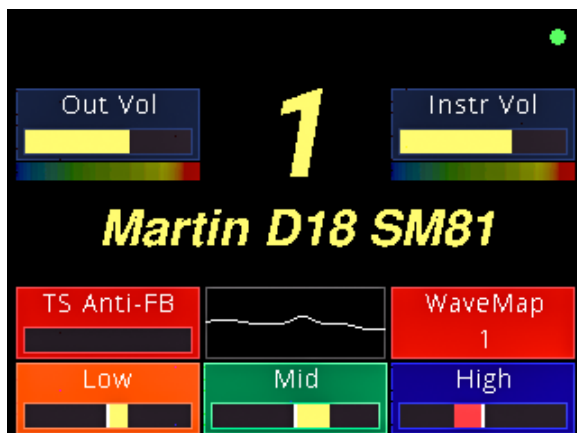 Out Vol
1
Instr Vol
Martin D18 SM81
TS Anti-FB
WaveMap
1
Low
Mid
High